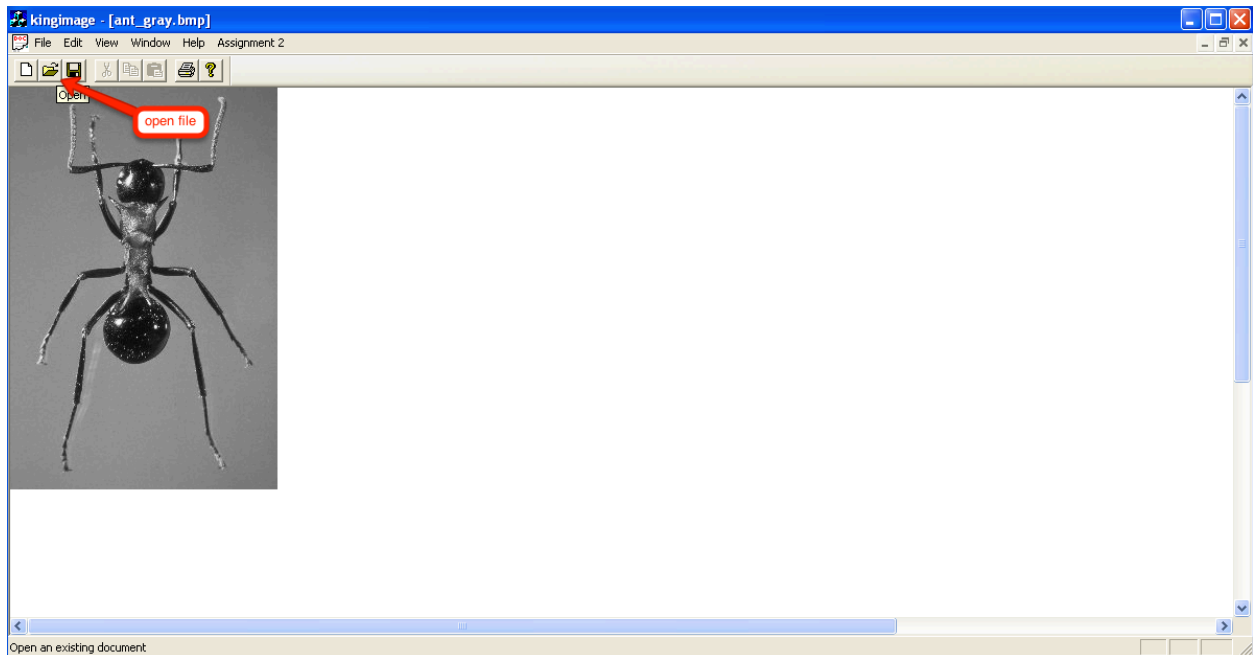 kingimage - [ant_gray.bmp]
File Edit View Window Help Assignment 2
Open
open file
Open an existing document